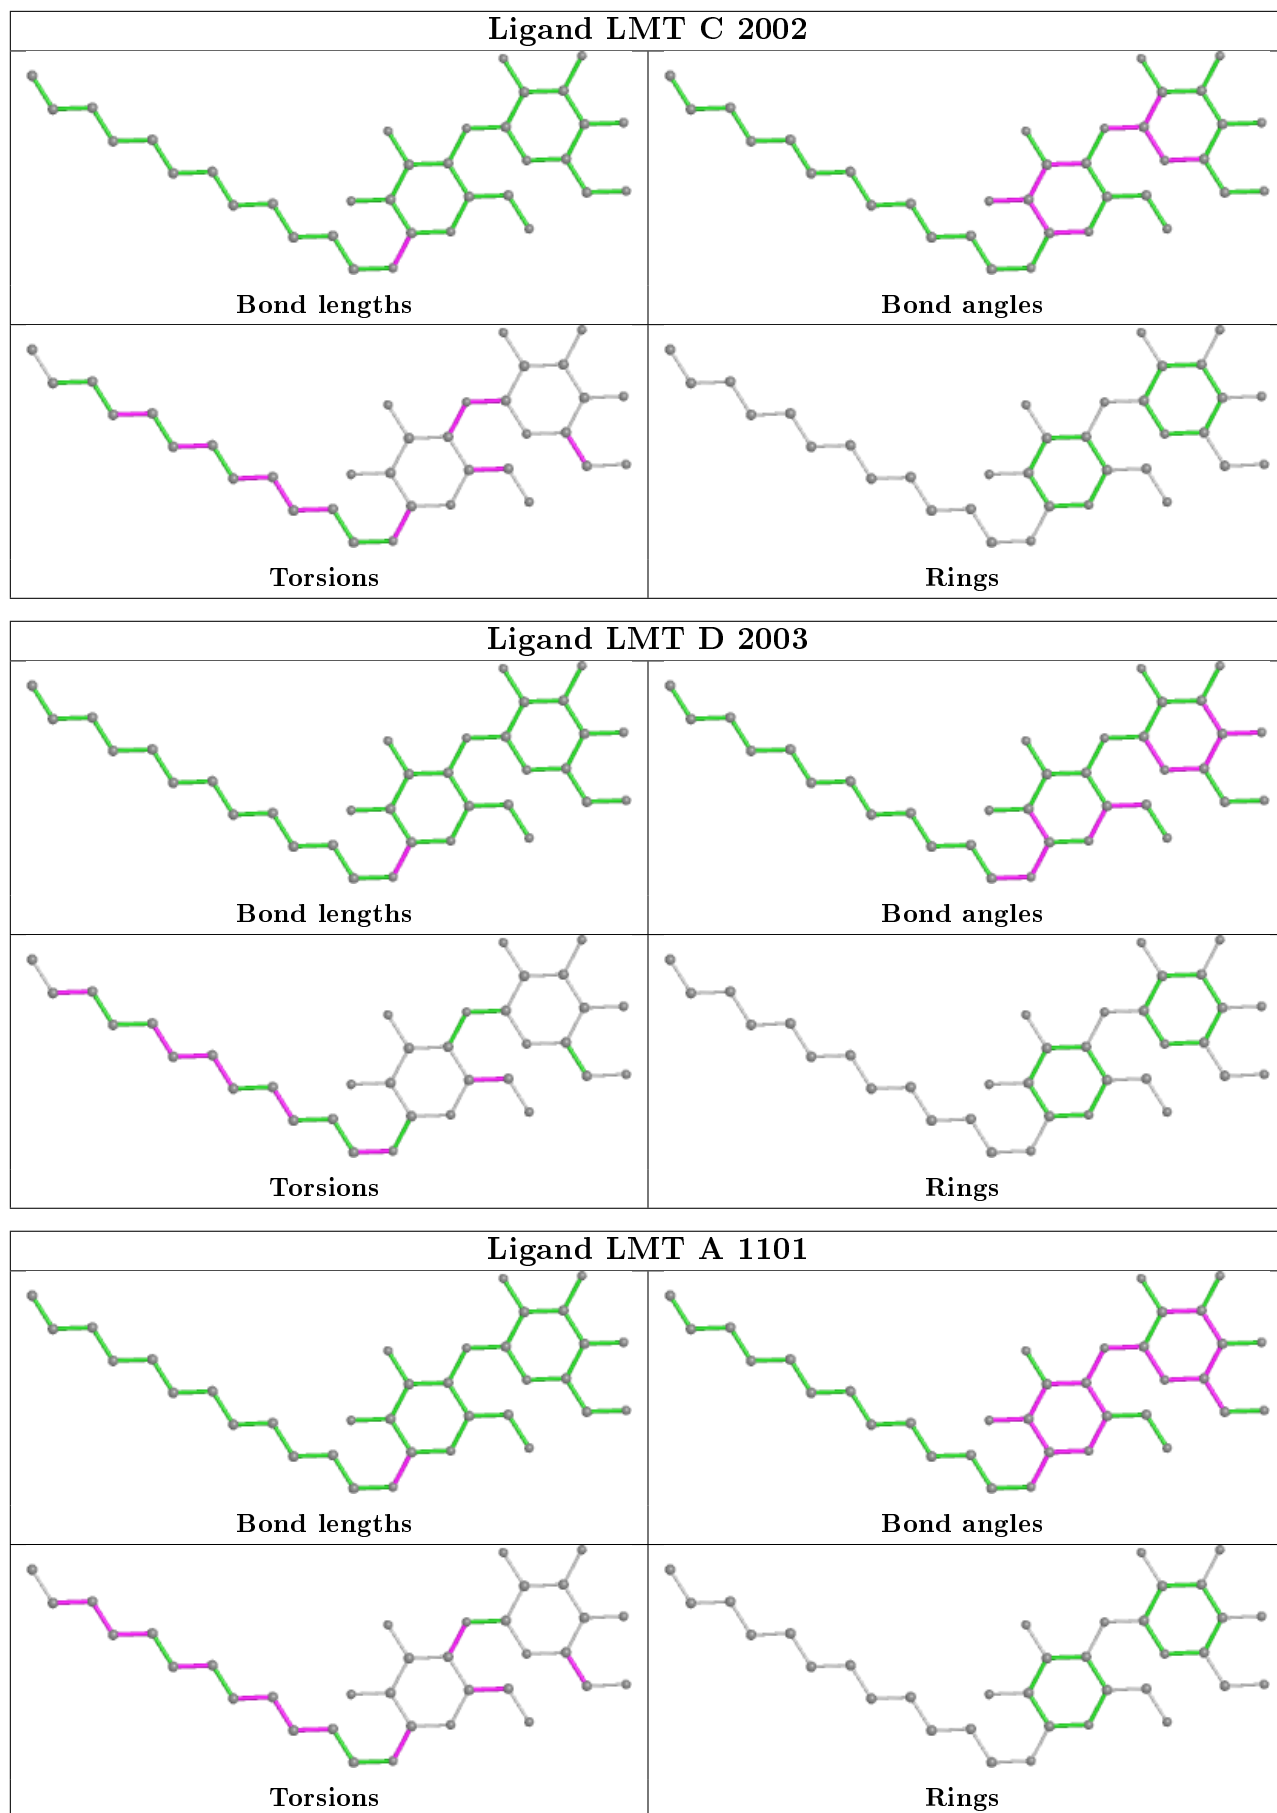 Ligand LMT C 2002
Bond lengths
Bond angles
Torsions
Rings
Ligand LMT D 2003
Bond lengths
Bond angles
Torsions
Rings
Ligand LMT A 1101
Bond lengths
Bond angles
Torsions
Rings